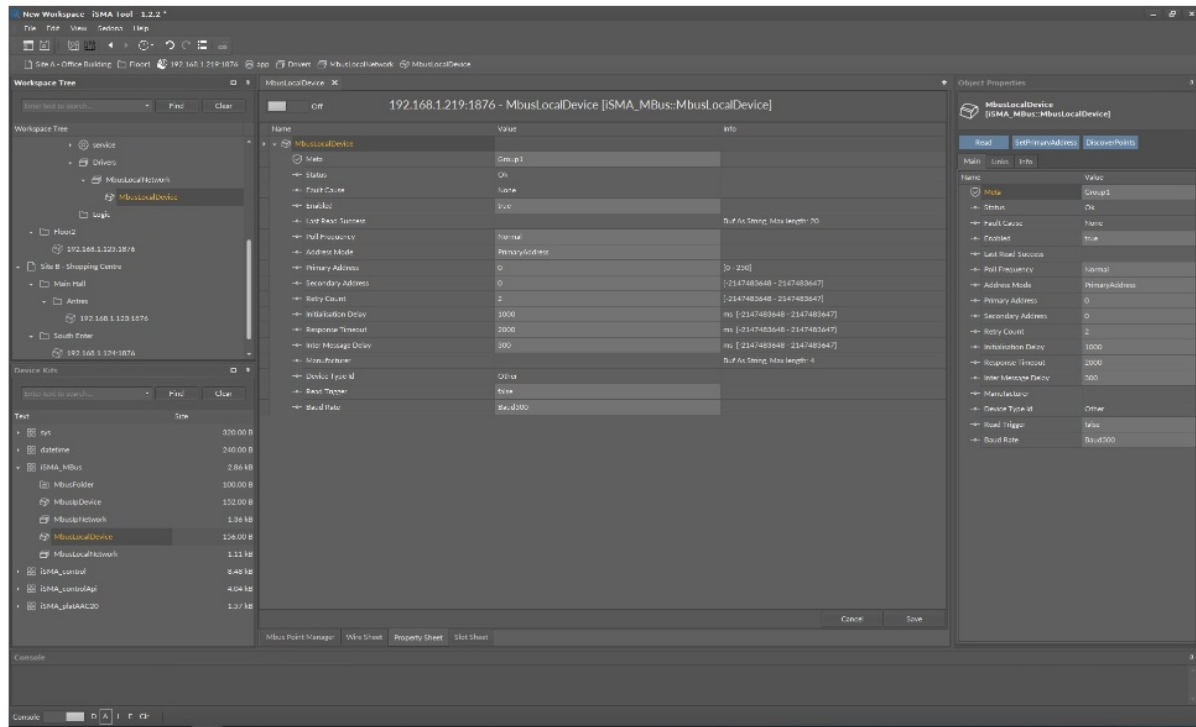 New Workspace - iSMA Tool - 1.2.2 *
File Edit View Sedona Help
Site A - Office Building Floor1 192.168.1.219:1876 app Drivers MbusLocalNetwork MbusLocalDevice
Workspace Tree
Enter text to search... Find Clear
Workspace Tree
service
Drivers
MbusLocalNetwork
MbusLocalDevice
Logic
Floor2
192.168.1.123:1876
Site B - Shopping Centre
Main Hall
Antres
192.168.1.123:1876
South Enter
192.168.1.124:1876
Device Kits
Enter text to search... Find Clear
Text Size
sys 320.00 B
datetime 240.00 B
iSMA_MBus 2.86 kB
MbusFolder 100.00 B
MbusIpDevice 152.00 B
MbusIpNetwork 1.36 kB
MbusLocalDevice 156.00 B
MbusLocalNetwork 1.11 kB
iSMA_control 8.48 kB
iSMA_controlApi 4.04 kB
iSMA_platAAC20 1.37 kB
MbusLocalDevice
Off 192.168.1.219:1876 - MbusLocalDevice [iSMA_MBus::MbusLocalDevice]
Name Value Info
MbusLocalDevice
Meta Group1
Status Ok
Fault Cause None
Enabled true
Last Read Success Buf As String, Max length: 20
Poll Frequency Normal
Address Mode PrimaryAddress
Primary Address 0 [0 - 250]
Secondary Address 0 [-2147483648 - 2147483647]
Retry Count 2 [-2147483648 - 2147483647]
Initialisation Delay 1000 ms [-2147483648 - 2147483647]
Response Timeout 2000 ms [-2147483648 - 2147483647]
Inter Message Delay 300 ms [-2147483648 - 2147483647]
Manufacturer Buf As String, Max length: 4
Device Type Id Other
Read Trigger false
Baud Rate Baud300
Cancel Save
Mbus Point Manager Wire Sheet Property Sheet Slot Sheet
Object Properties
MbusLocalDevice
[iSMA_MBus::MbusLocalDevice]
Read SetPrimaryAddress DiscoverPoints
Main Links Info
Name Value
Meta Group1
Status Ok
Fault Cause None
Enabled true
Last Read Success
Poll Frequency Normal
Address Mode PrimaryAddress
Primary Address 0
Secondary Address 0
Retry Count 2
Initialisation Delay 1000
Response Timeout 2000
Inter Message Delay 300
Manufacturer
Device Type Id Other
Read Trigger false
Baud Rate Baud300
Console
Console D A I E Clr